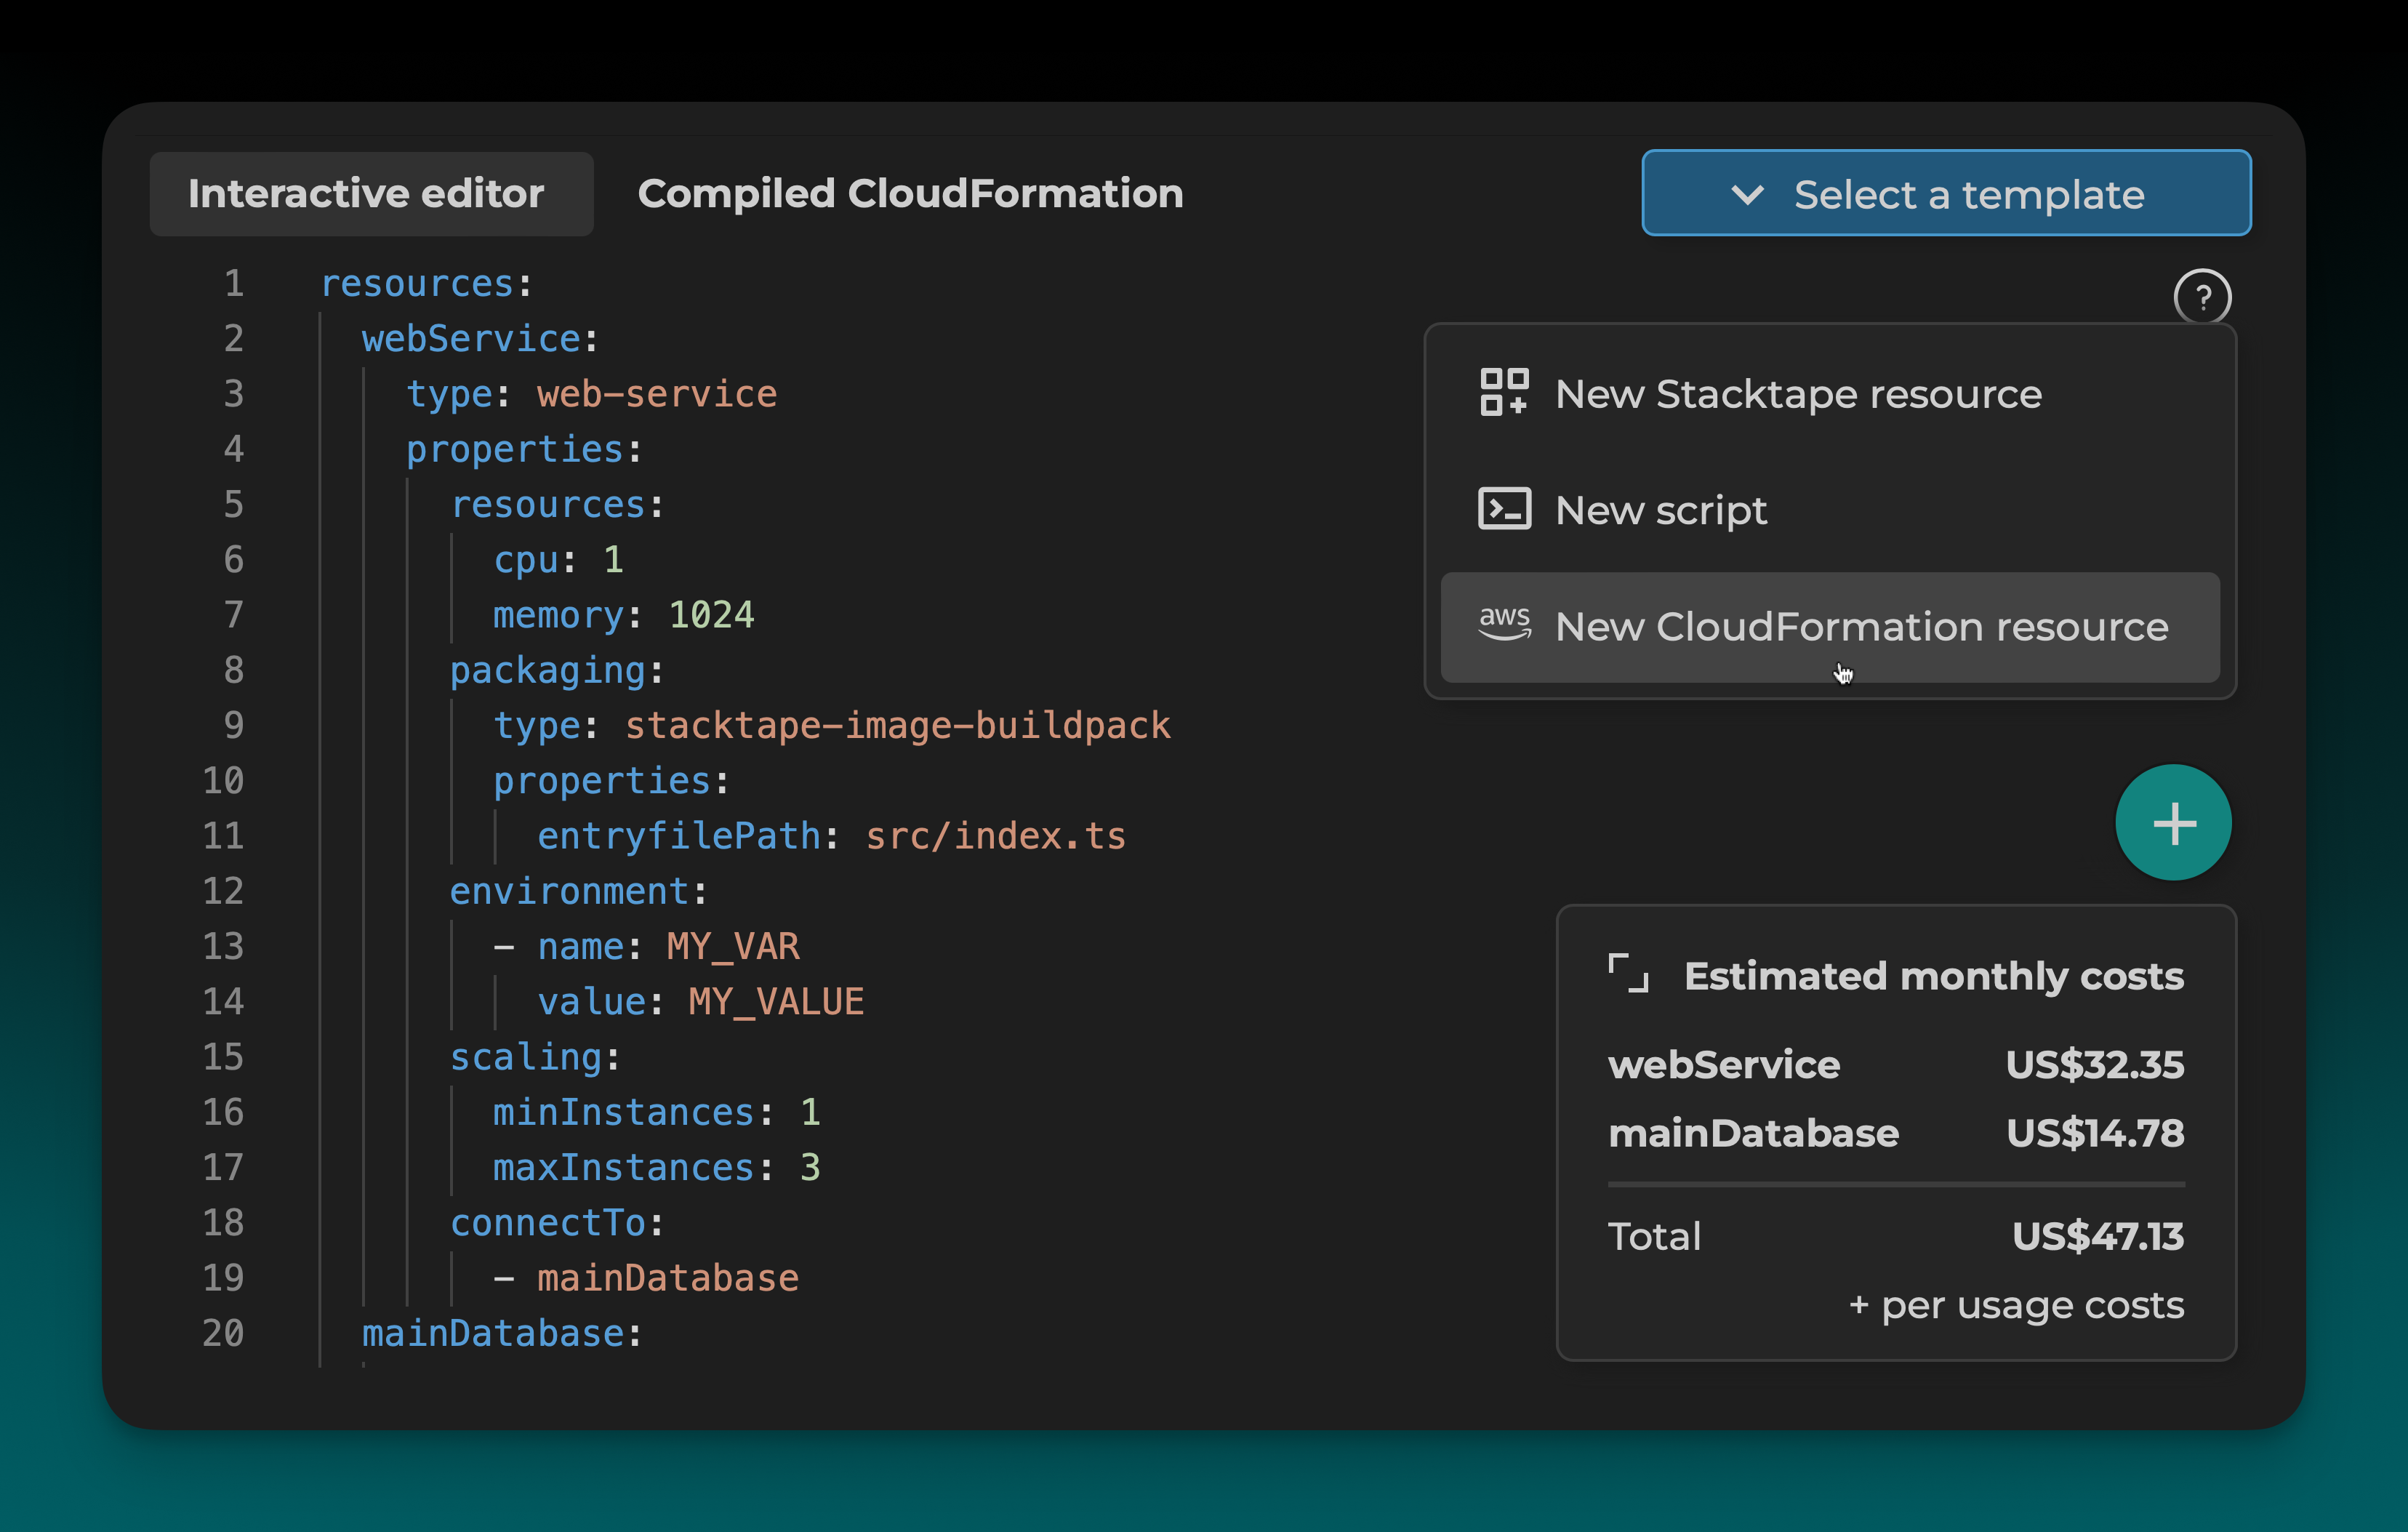 Interactive editor
Compiled CloudFormation
Select a template
1 resources:
2 webService:
3 type: web-service
4 properties:
5 resources:
6 cpu: 1
7 memory: 1024
8 packaging:
9 type: stacktape-image-buildpack
10 properties:
11 entryfilePath: src/index.ts
12 environment:
13 - name: MY_VAR
14 value: MY_VALUE
15 scaling:
16 minInstances: 1
17 maxInstances: 3
18 connectTo:
19 - mainDatabase
20 mainDatabase:
?
New Stacktape resource
New script
aws New CloudFormation resource
+
Estimated monthly costs
webService US$32.35
mainDatabase US$14.78
Total US$47.13
+ per usage costs